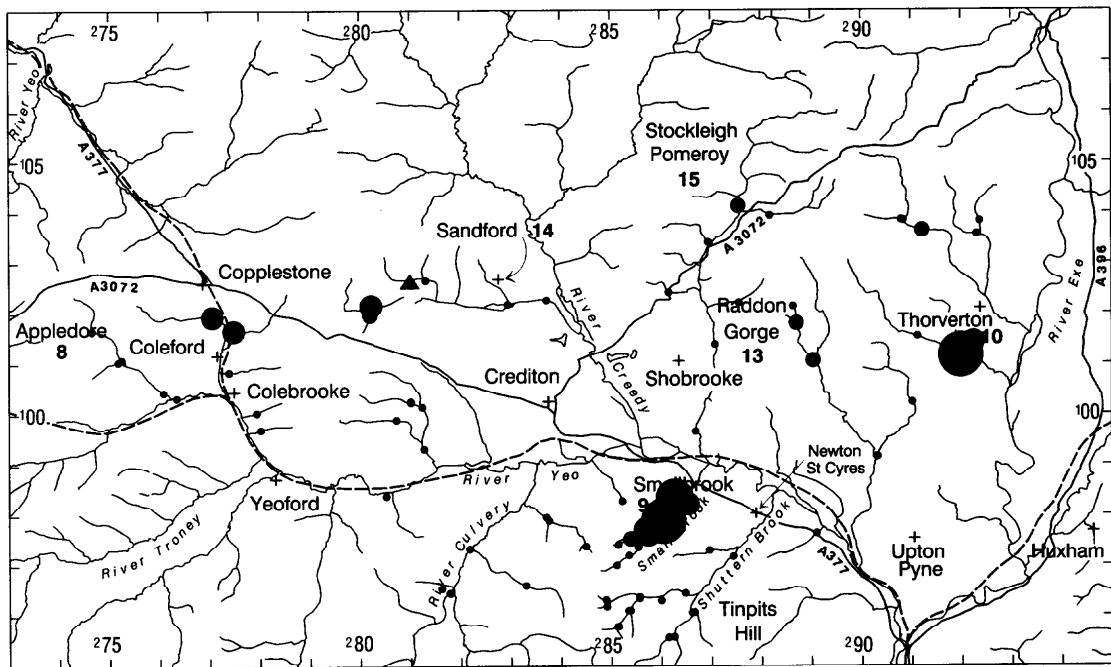 275
280
285
290
River Yeo
A377
105
Stockleigh
Pomeroy
15
105
Sandford 14
A3072
A396
River Exe
Copplestone
A3072
River
Creedy
Raddon
Gorge
13
Thorverton
10
Appledore
8
Coleford
Crediton
Shobrooke
Colebrooke
100
100
Newton
St Cyres
Yeoford
River Yeo
Smallbrook
9
River Troney
River Culvery
Shuttern Brook
A377
Upton
Pyne
Huxham
Tinpits
Hill
275
280
285
290